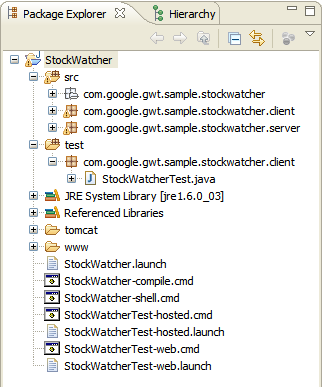 Package Explorer Hierarchy
StockWatcher
src
com.google.gwt.sample.stockwatcher
com.google.gwt.sample.stockwatcher.client
com.google.gwt.sample.stockwatcher.server
test
com.google.gwt.sample.stockwatcher.client
StockWatcherTest.java
JRE System Library [jre1.6.0_03]
Referenced Libraries
tomcat
www
StockWatcher.launch
StockWatcher-compile.cmd
StockWatcher-shell.cmd
StockWatcherTest-hosted.cmd
StockWatcherTest-hosted.launch
StockWatcherTest-web.cmd
StockWatcherTest-web.launch